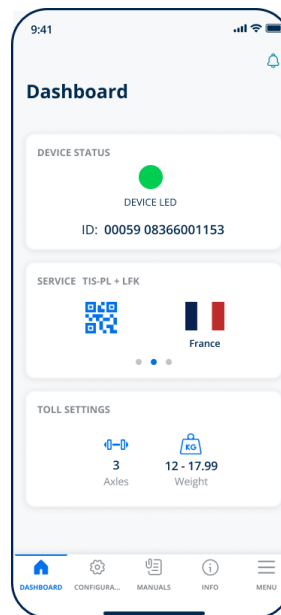 9:41
Dashboard
DEVICE STATUS
DEVICE LED
ID: 00059 08366001153
SERVICE TIS-PL + LFK
France
TOLL SETTINGS
KG
3 12 - 17.99
Axles Weight
DASHBOARD CONFIGURA... MANUALS INFO MENU